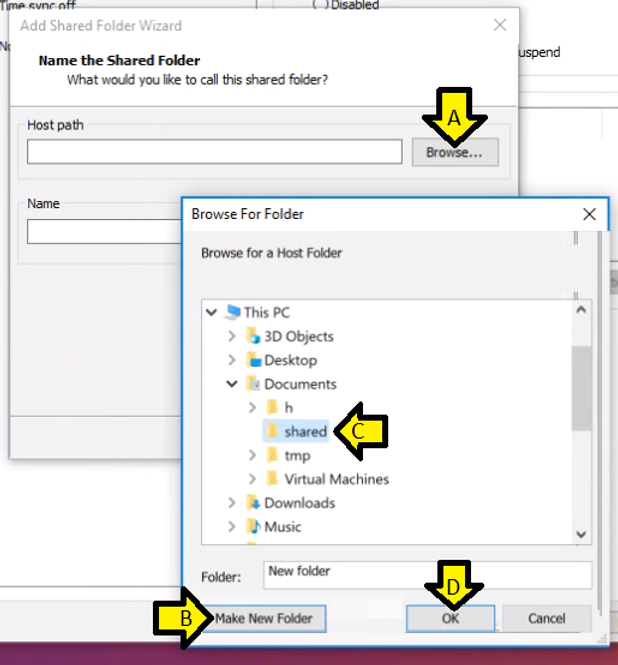 Time sync off
Disabled
Add Shared Folder Wizard
No
Name the Shared Folder
What would you like to call this shared folder?
uspend
A
Host path
Browse...
Name
Browse For Folder
Browse for a Host Folder
This PC
3D Objects
Desktop
Documents
h
shared
C
tmp
Virtual Machines
Downloads
Music
Folder:
New folder
D
B
Make New Folder
OK
Cancel